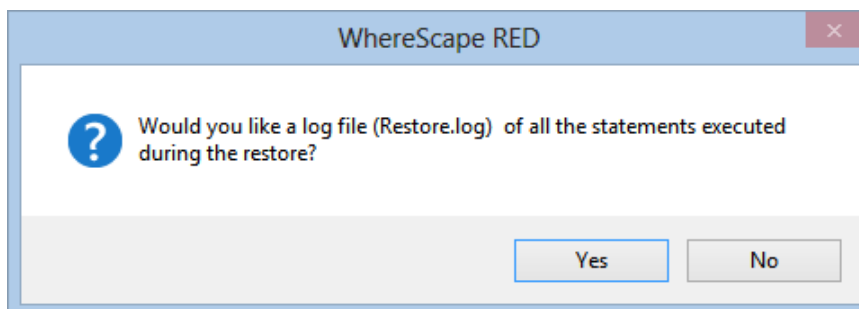 WhereScape RED
Would you like a log file (Restore.log)  of all the statements executed
during the restore?
Yes No